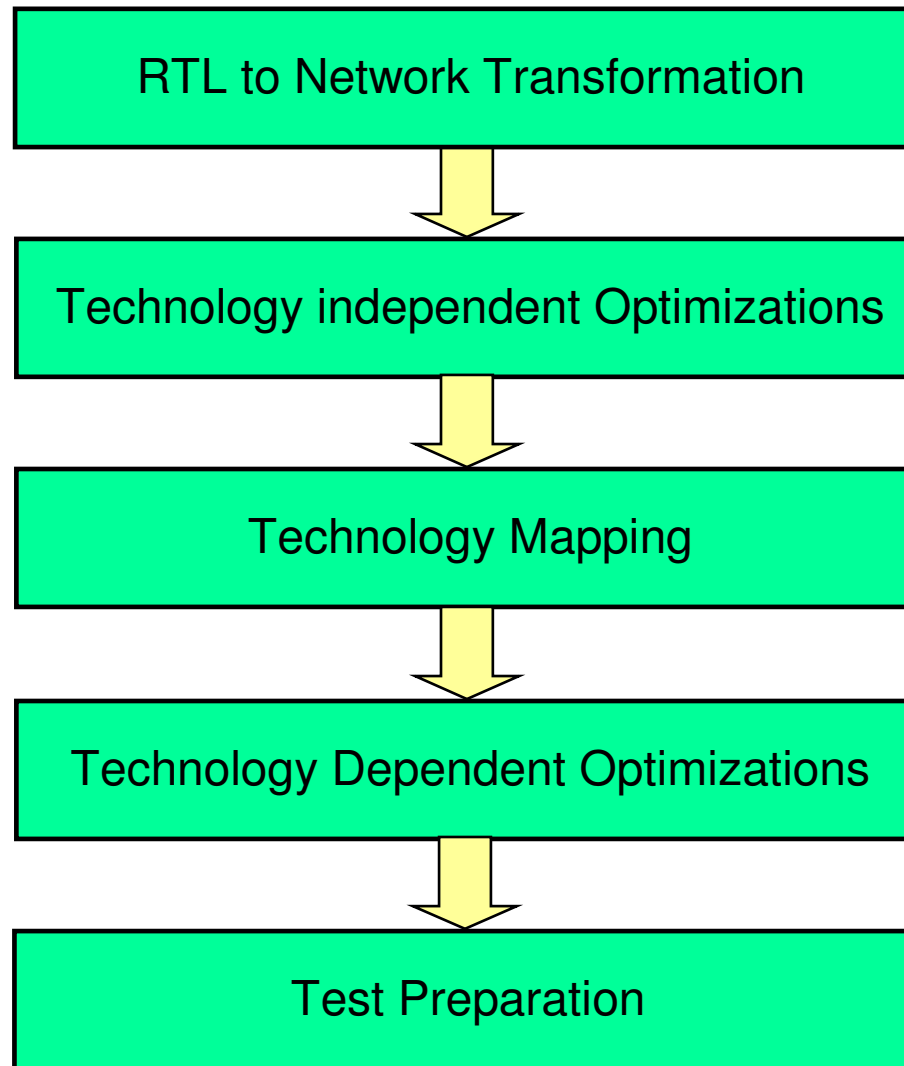 RTL to Network Transformation
Technology independent Optimizations
Technology Mapping
Technology Dependent Optimizations
Test Preparation